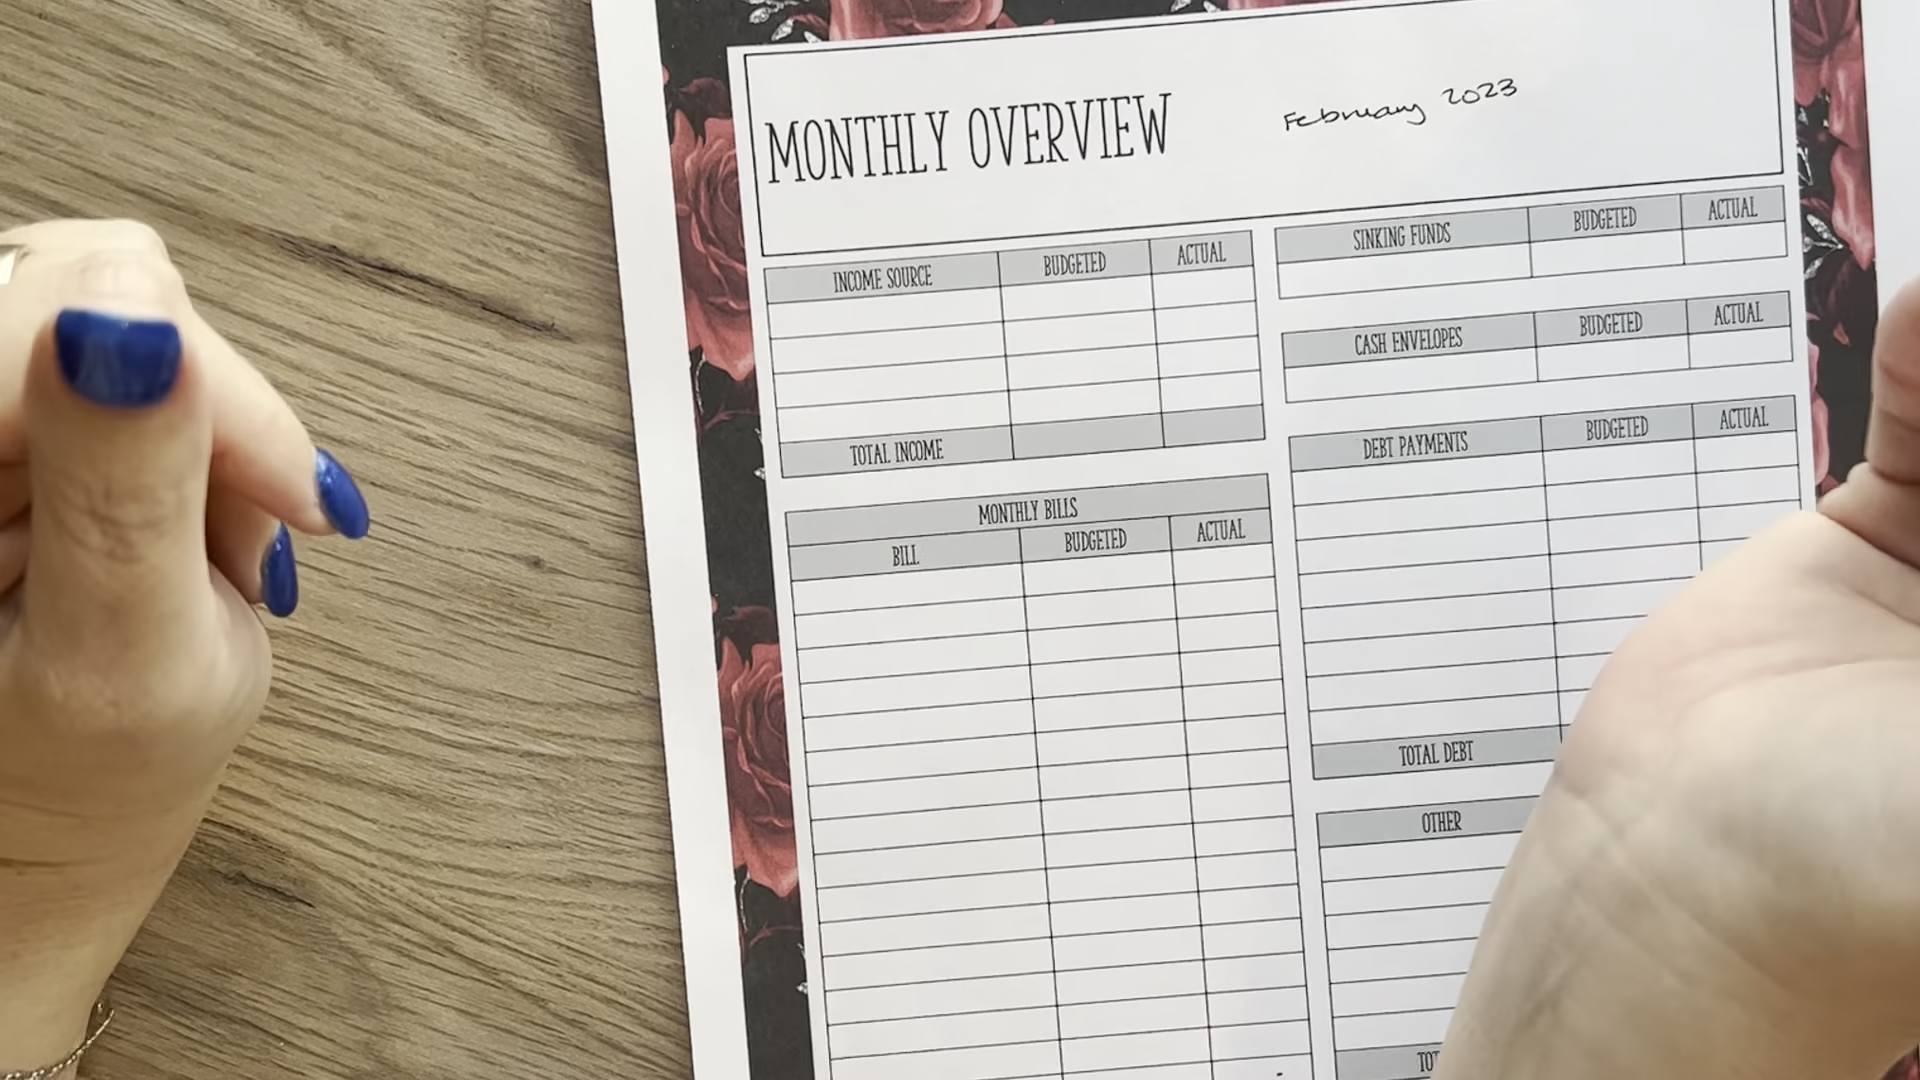 MONTHLY OVERVIEW
February 2023
INCOME SOURCE BUDGETED ACTUAL
TOTAL INCOME
MONTHLY BILLS
BILL BUDGETED ACTUAL
SINKING FUNDS BUDGETED ACTUAL
CASH ENVELOPES BUDGETED ACTUAL
DEBT PAYMENTS BUDGETED ACTUAL
TOTAL DEBT
OTHER